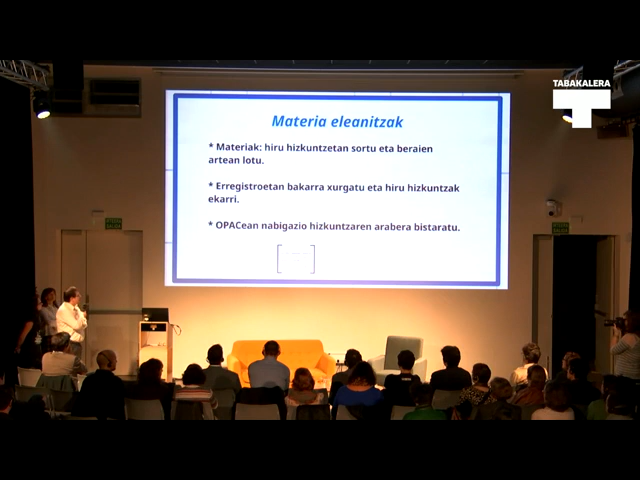 TABAKALERA
Materia eleanitzak
* Materiak: hiru hizkuntzetan sortu eta beraien
artean lotu.
* Erregistroetan bakarra xurgatu eta hiru hizkuntzak
ekarri.
* OPACean nabigazio hizkuntzaren arabera bistaratu.